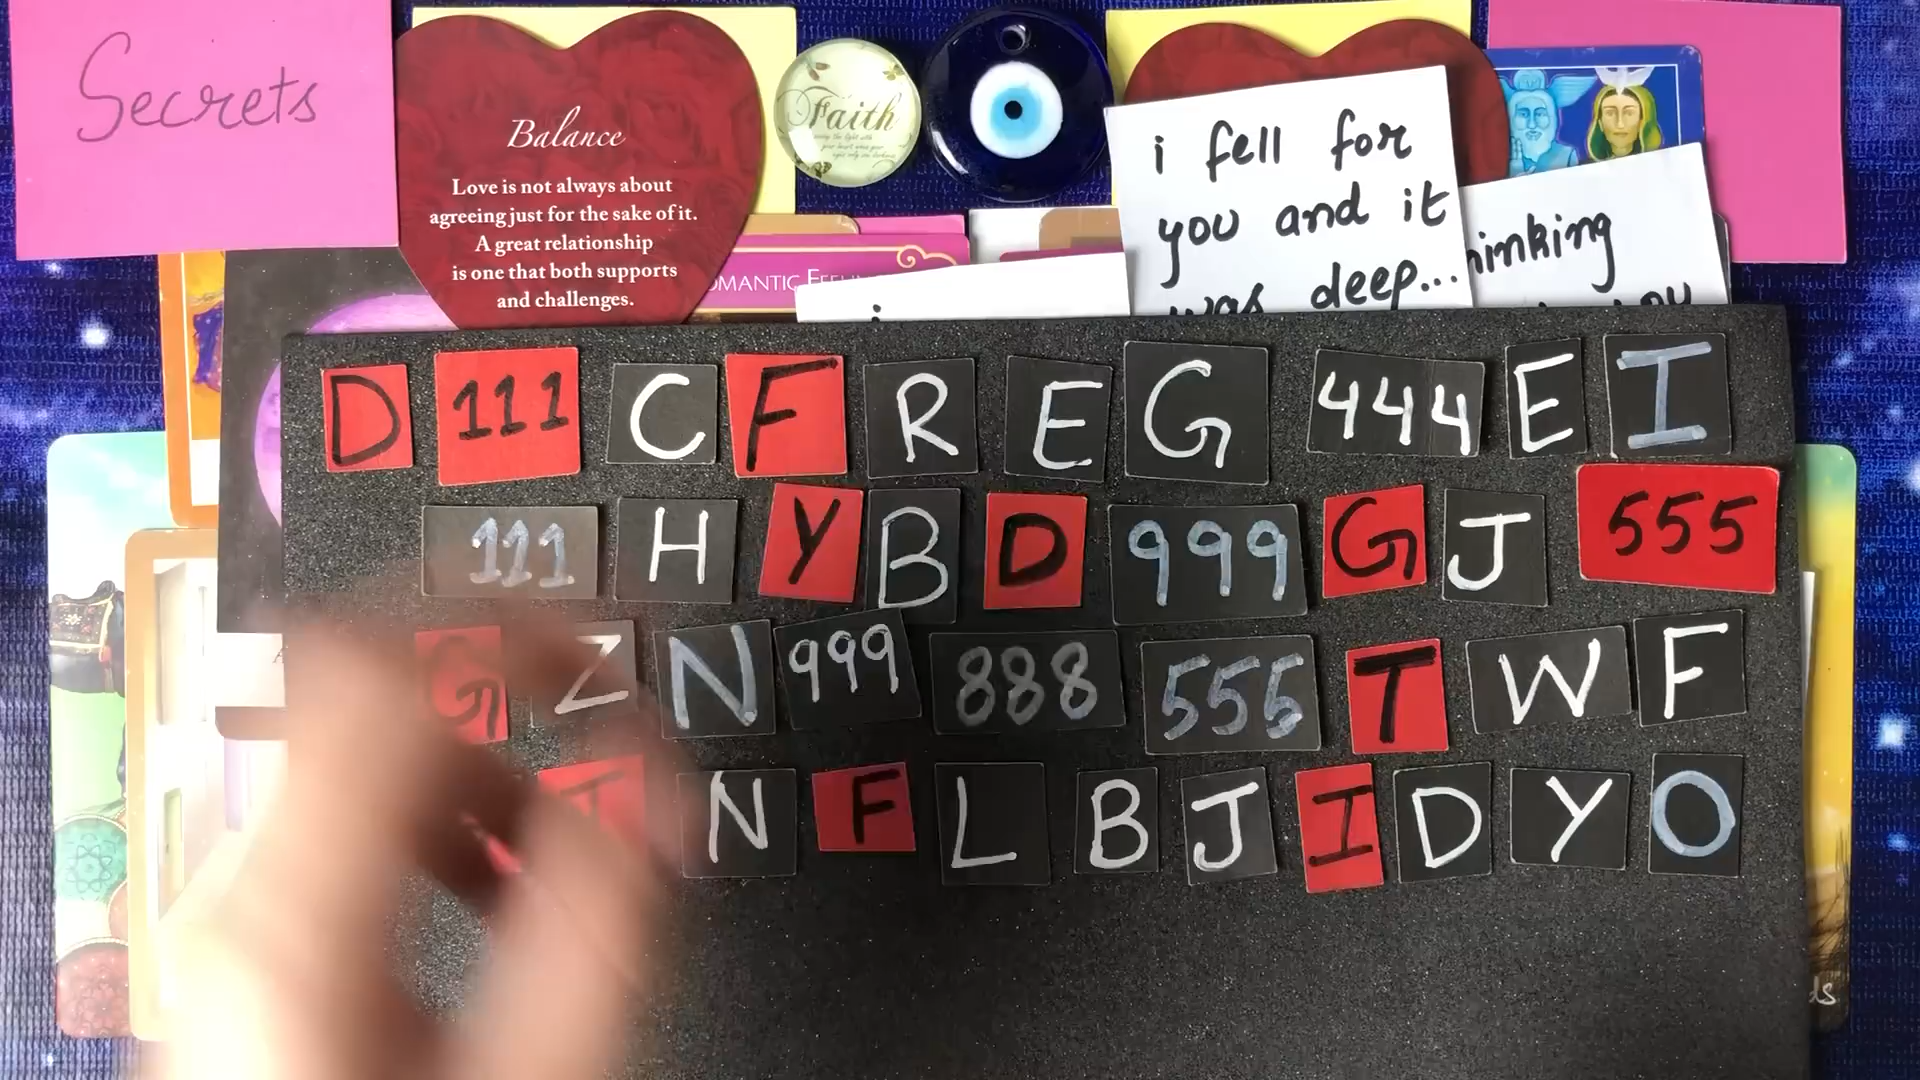 Secrets
Balance
Love is not always about
agreeing just for the sake of it.
A great relationship
is one that both supports
and challenges.
Faith
i fell for
you and it
was deep...
D 111 C F R E G 444 E I
111 H Y B D 999 G J 555
G Z N 999 888 555 T W F
N F L B J I D Y O